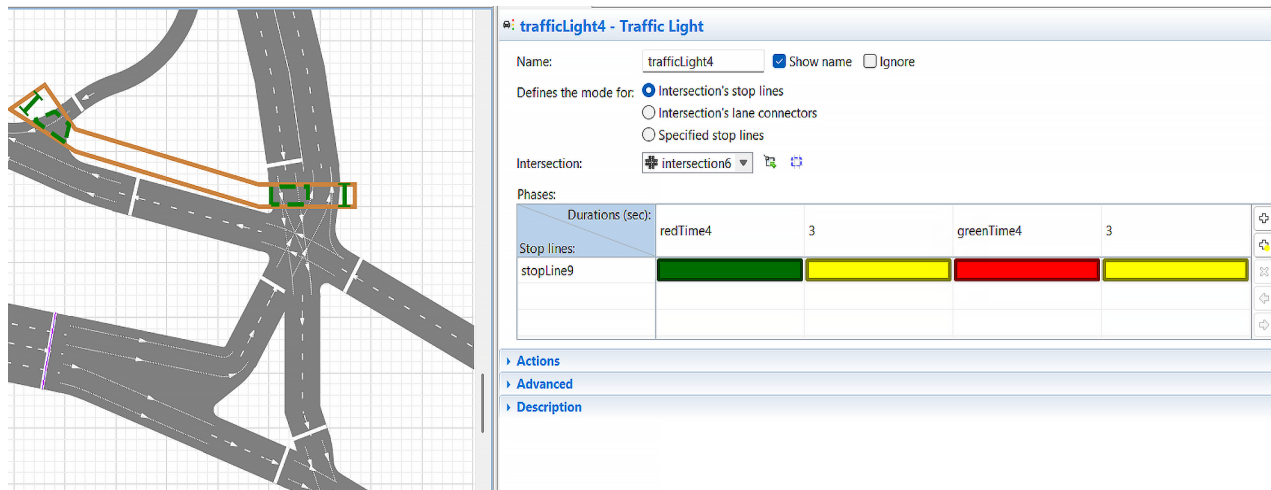 trafficLight4 - Traffic Light
Name: trafficLight4 Show name Ignore
Defines the mode for: Intersection's stop lines
Intersection's lane connectors
Specified stop lines
Intersection: intersection6
Phases:
Durations (sec):
redTime4 3 greenTime4 3
Stop lines:
stopLine9
Actions
Advanced
Description